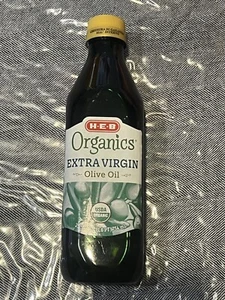 H-E-B
Organics
EXTRA VIRGIN
Olive Oil
USDA
ORGANIC